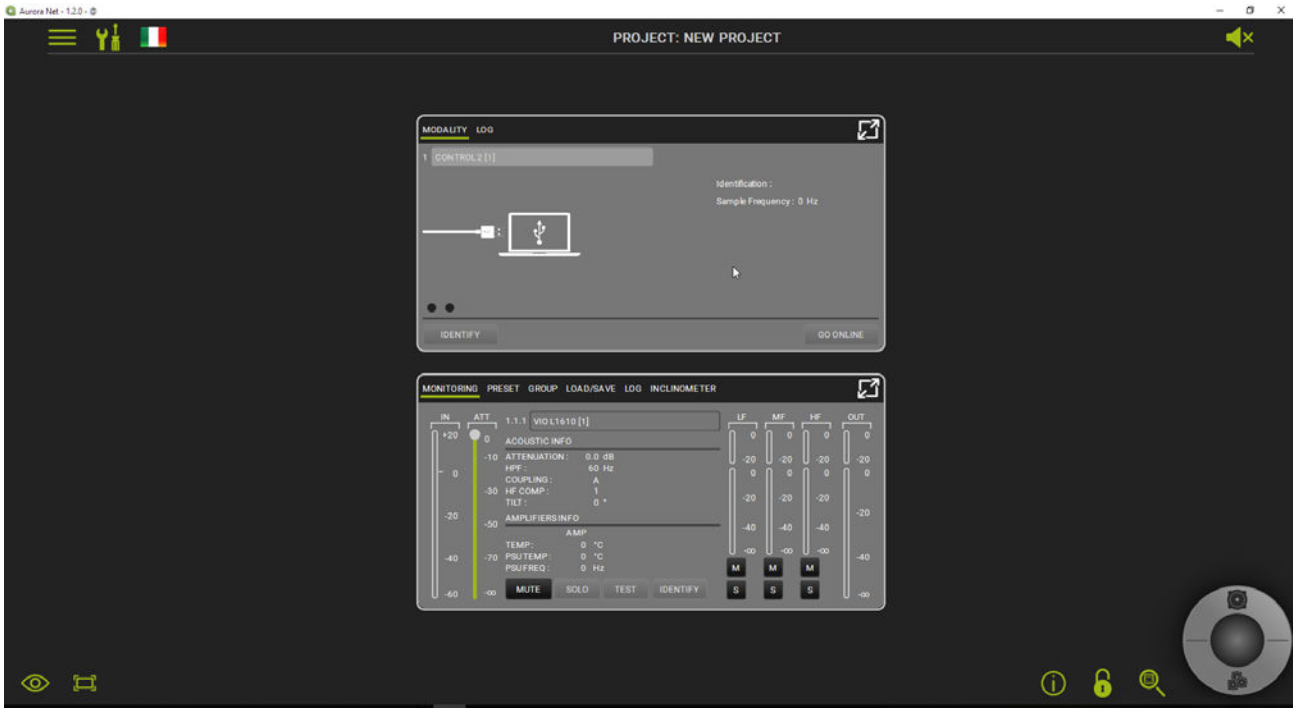 Aurora Net - 1.2.0 - @
PROJECT: NEW PROJECT
MODALITY LOG
1 CONTROL2 [1]
Identification :
Sample Frequency : 0 Hz
IDENTIFY
GO ONLINE
MONITORING PRESET GROUP LOAD/SAVE LOG INCLINOMETER
IN ATT 1.1.1 VIO L1610 [1] LF MF HF OUT
+20 0 ACOUSTIC INFO 0 0 0 0
-10 ATTENUATION : 0.0 dB -20 -20 -20 -20
0 HPF : 60 Hz 0 0 0 0
COUPLING : A
-30 HF COMP : 1 -20 -20 -20
TILT : 0 °
-20 -50 AMPLIFIERS INFO -40 -40 -40 -20
AMP
TEMP: 0 °C -∞ -∞ -∞
-40 -70 PSU TEMP: 0 °C -40
PSU FREQ : 0 Hz M M M
-60 -∞ MUTE SOLO TEST IDENTIFY S S S -∞